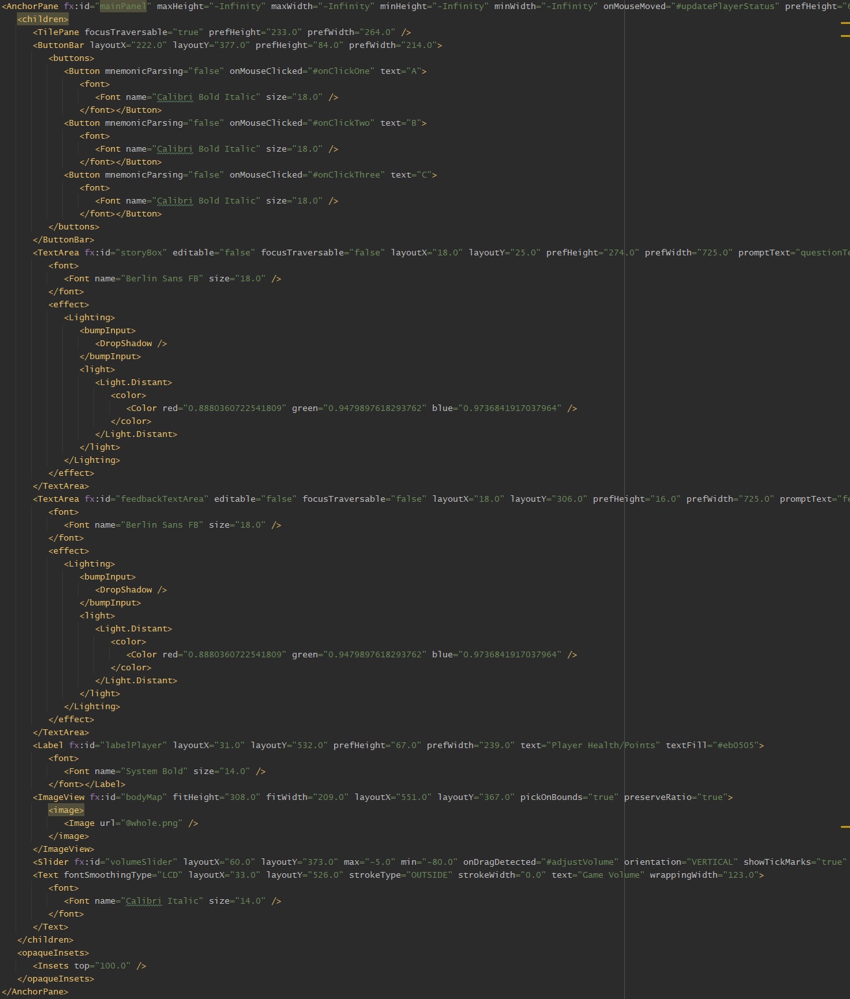 <AnchorPane fx:id="mainPanel" maxHeight="-Infinity" maxWidth="-Infinity" minHeight="-Infinity" minWidth="-Infinity" onMouseMoved="#updatePlayerStatus" prefHeight="6
<children>
<TilePane focusTraversable="true" prefHeight="233.0" prefWidth="264.0" />
<ButtonBar layoutX="222.0" layoutY="377.0" prefHeight="84.0" prefWidth="214.0">
<buttons>
<Button mnemonicParsing="false" onMouseClicked="#onClickOne" text="A">
<font>
<Font name="Calibri Bold Italic" size="18.0" />
</font></Button>
<Button mnemonicParsing="false" onMouseClicked="#onClickTwo" text="B">
<font>
<Font name="Calibri Bold Italic" size="18.0" />
</font></Button>
<Button mnemonicParsing="false" onMouseClicked="#onClickThree" text="C">
<font>
<Font name="Calibri Bold Italic" size="18.0" />
</font></Button>
</buttons>
</ButtonBar>
<TextArea fx:id="storyBox" editable="false" focusTraversable="false" layoutX="18.0" layoutY="25.0" prefHeight="274.0" prefWidth="725.0" promptText="questionTe
<font>
<Font name="Berlin Sans FB" size="18.0" />
</font>
<effect>
<Lighting>
<bumpInput>
<DropShadow />
</bumpInput>
<light>
<Light.Distant>
<color>
<Color red="0.8880360722541809" green="0.9479897618293762" blue="0.9736841917037964" />
</color>
</Light.Distant>
</light>
</Lighting>
</effect>
</TextArea>
<TextArea fx:id="feedbackTextArea" editable="false" focusTraversable="false" layoutX="18.0" layoutY="306.0" prefHeight="16.0" prefWidth="725.0" promptText="fe
<font>
<Font name="Berlin Sans FB" size="18.0" />
</font>
<effect>
<Lighting>
<bumpInput>
<DropShadow />
</bumpInput>
<light>
<Light.Distant>
<color>
<Color red="0.8880360722541809" green="0.9479897618293762" blue="0.9736841917037964" />
</color>
</Light.Distant>
</light>
</Lighting>
</effect>
</TextArea>
<Label fx:id="labelPlayer" layoutX="31.0" layoutY="532.0" prefHeight="67.0" prefWidth="239.0" text="Player Health/Points" textFill="#eb0505">
<font>
<Font name="System Bold" size="14.0" />
</font></Label>
<ImageView fx:id="bodyMap" fitHeight="308.0" fitWidth="209.0" layoutX="551.0" layoutY="367.0" pickOnBounds="true" preserveRatio="true">
<image>
<Image url="@whole.png" />
</image>
</ImageView>
<Slider fx:id="volumeSlider" layoutX="60.0" layoutY="373.0" max="-5.0" min="-80.0" onDragDetected="#adjustVolume" orientation="VERTICAL" showTickMarks="true"
<Text fontSmoothingType="LCD" layoutX="33.0" layoutY="526.0" strokeType="OUTSIDE" strokeWidth="0.0" text="Game Volume" wrappingWidth="123.0">
<font>
<Font name="Calibri Italic" size="14.0" />
</font>
</Text>
</children>
<opaqueInsets>
<Insets top="100.0" />
</opaqueInsets>
</AnchorPane>